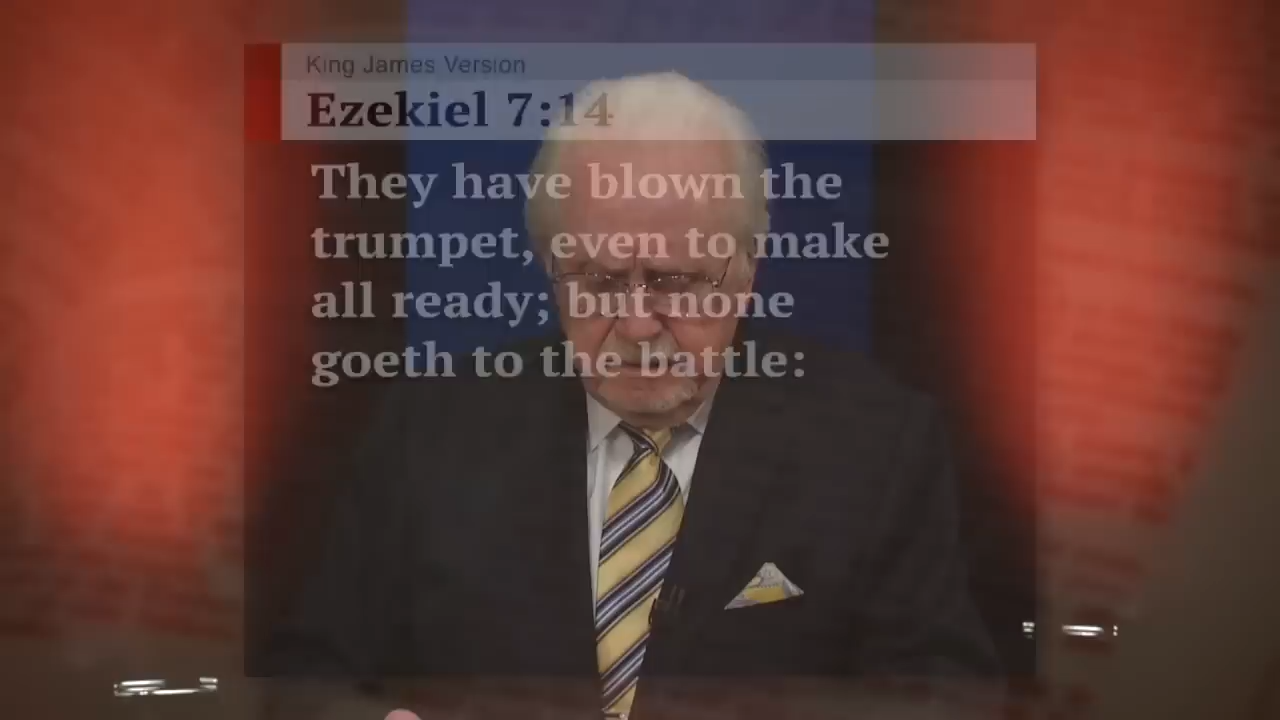 King James Version
Ezekiel 7:14
They have blown the
trumpet, even to make
all ready; but none
goeth to the battle: